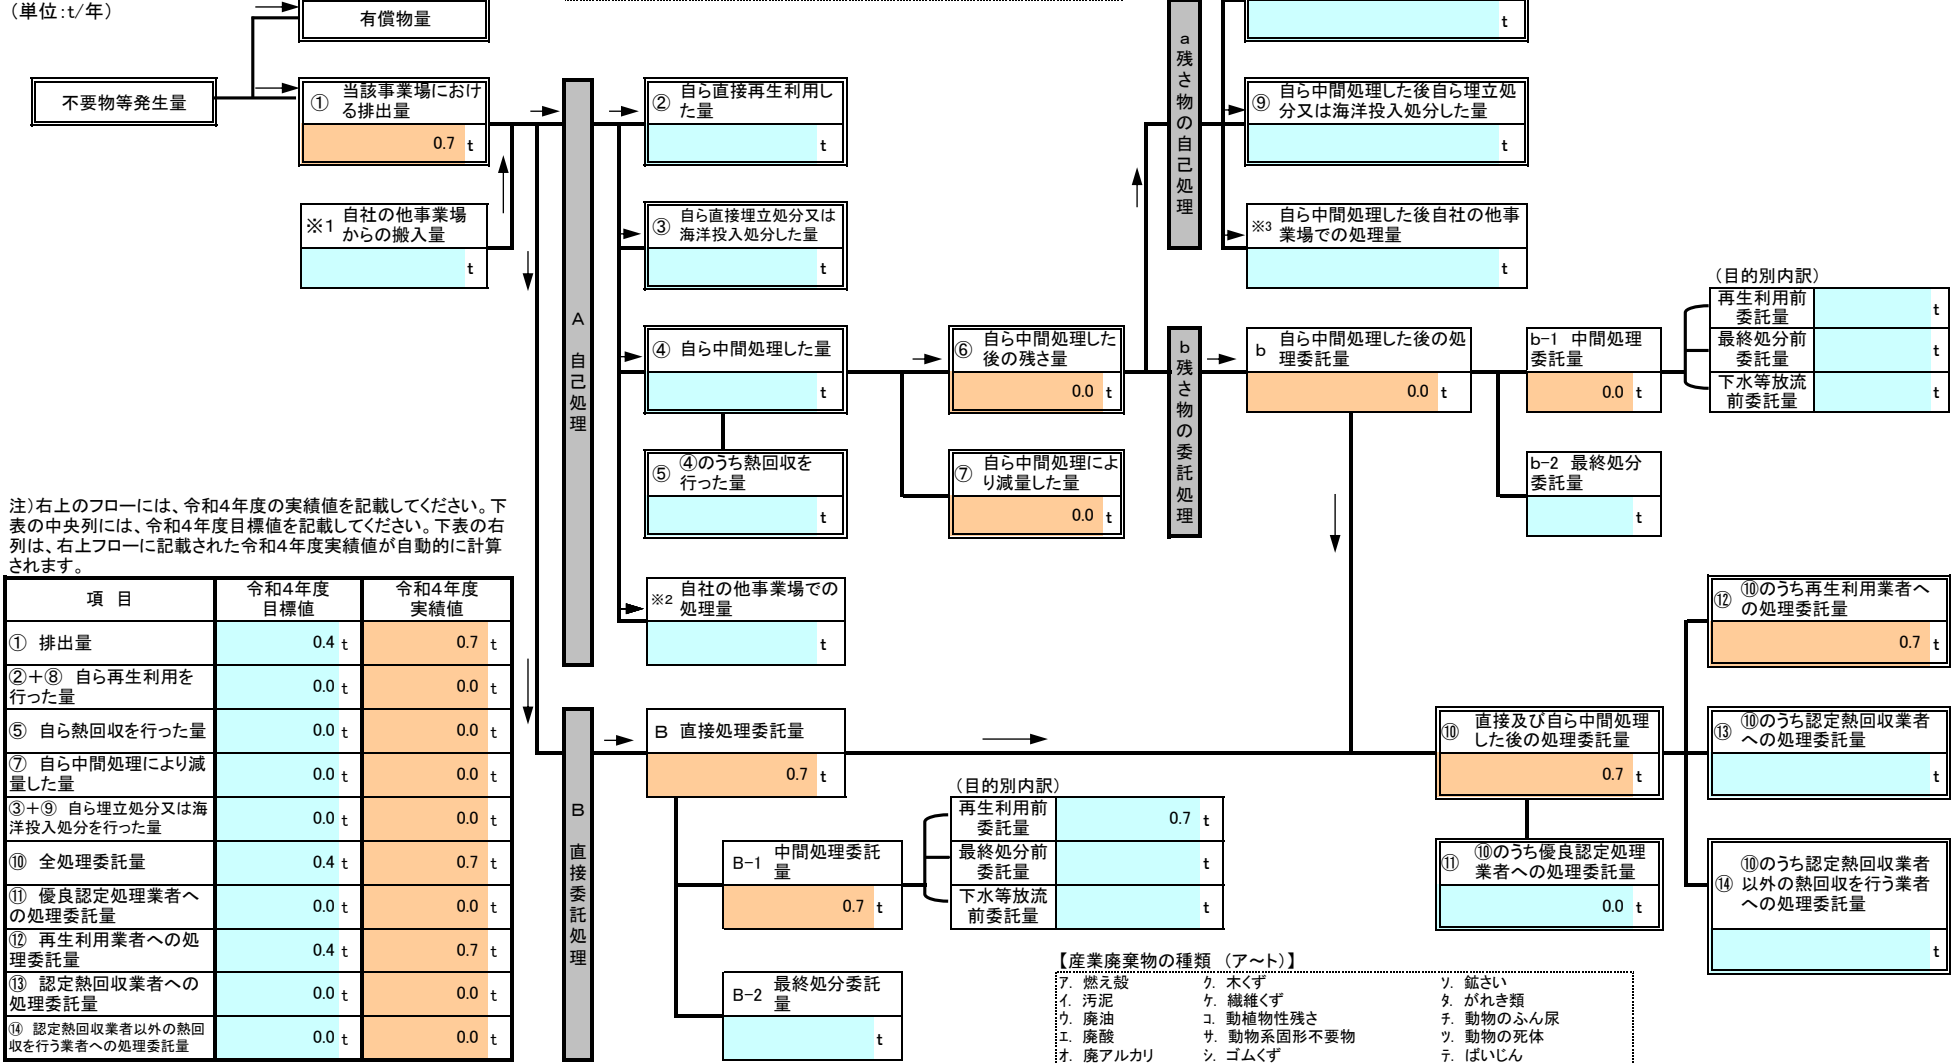 (単位:t/年)
有償物量
不要物等発生量
① 当該事業場におけ
る排出量
0.7 t
※1 自社の他事業場
からの搬入量
t
A 自己処理
② 自ら直接再生利用し
た量
t
③ 自ら直接埋立処分又は
海洋投入処分した量
t
④ 自ら中間処理した量
t
⑤ ④のうち熱回収を
行った量
t
※2 自社の他事業場での
処理量
t
⑥ 自ら中間処理した
後の残さ量
0.0 t
⑦ 自ら中間処理によ
り減量した量
0.0 t
a残さ物の自己処理
t
⑨ 自ら中間処理した後自ら埋立処
分又は海洋投入処分した量
t
※3 自ら中間処理した後自社の他事
業場での処理量
t
b残さ物の委託処理
b 自ら中間処理した後の処
理委託量
0.0 t
b-1 中間処理
委託量
0.0 t
(目的別内訳)
再生利用前
委託量
t
最終処分前
委託量
t
下水等放流
前委託量
t
b-2 最終処分
委託量
t
注)右上のフローには、令和4年度の実績値を記載してください。下
表の中央列には、令和4年度目標値を記載してください。下表の右
列は、右上フローに記載された令和4年度実績値が自動的に計算
されます。
項 目
令和4年度
目標値
令和4年度
実績値
① 排出量 0.4 t 0.7 t
②+⑧ 自ら再生利用を
行った量 0.0 t 0.0 t
⑤ 自ら熱回収を行った量 0.0 t 0.0 t
⑦ 自ら中間処理により減
量した量 0.0 t 0.0 t
③+⑨ 自ら埋立処分又は海
洋投入処分を行った量 0.0 t 0.0 t
⑩ 全処理委託量 0.4 t 0.7 t
⑪ 優良認定処理業者へ
の処理委託量 0.0 t 0.0 t
⑫ 再生利用業者への処
理委託量 0.4 t 0.7 t
⑬ 認定熱回収業者への
処理委託量 0.0 t 0.0 t
⑭ 認定熱回収業者以外の熱回
収を行う業者への処理委託量 0.0 t 0.0 t
B 直接委託処理
B 直接処理委託量
0.7 t
B-1 中間処理委託
量
0.7 t
(目的別内訳)
再生利用前
委託量
0.7 t
最終処分前
委託量
t
下水等放流
前委託量
t
B-2 最終処分委託
量
t
⑩ 直接及び自ら中間処理
した後の処理委託量
0.7 t
⑪ ⑩のうち優良認定処理
業者への処理委託量
0.0 t
⑫ ⑩のうち再生利用業者へ
の処理委託量
0.7 t
⑬ ⑩のうち認定熱回収業者
への処理委託量
t
⑭ ⑩のうち認定熱回収業者
以外の熱回収を行う業者
への処理委託量
t
【産業廃棄物の種類 (ア~ト)】
ア. 燃え殻 ク. 木くず ソ. 鉱さい
イ. 汚泥 ケ. 繊維くず タ. がれき類
ウ. 廃油 コ. 動植物性残さ チ. 動物のふん尿
エ. 廃酸 サ. 動物系固形不要物 ツ. 動物の死体
オ. 廃アルカリ シ. ゴムくず テ. ばいじん